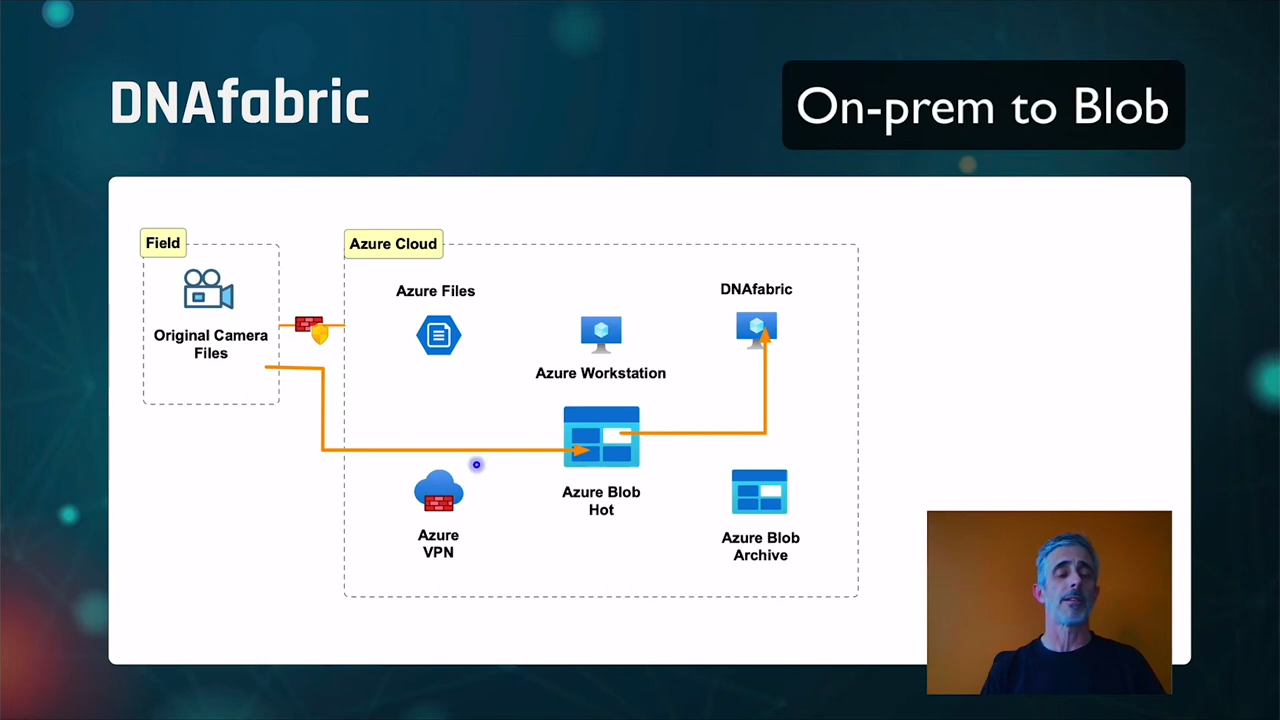 DNAfabric
On-prem to Blob
Field
Original Camera
Files
Azure Cloud
Azure Files
Azure Workstation
DNAfabric
Azure Blob
Hot
Azure
VPN
Azure Blob
Archive